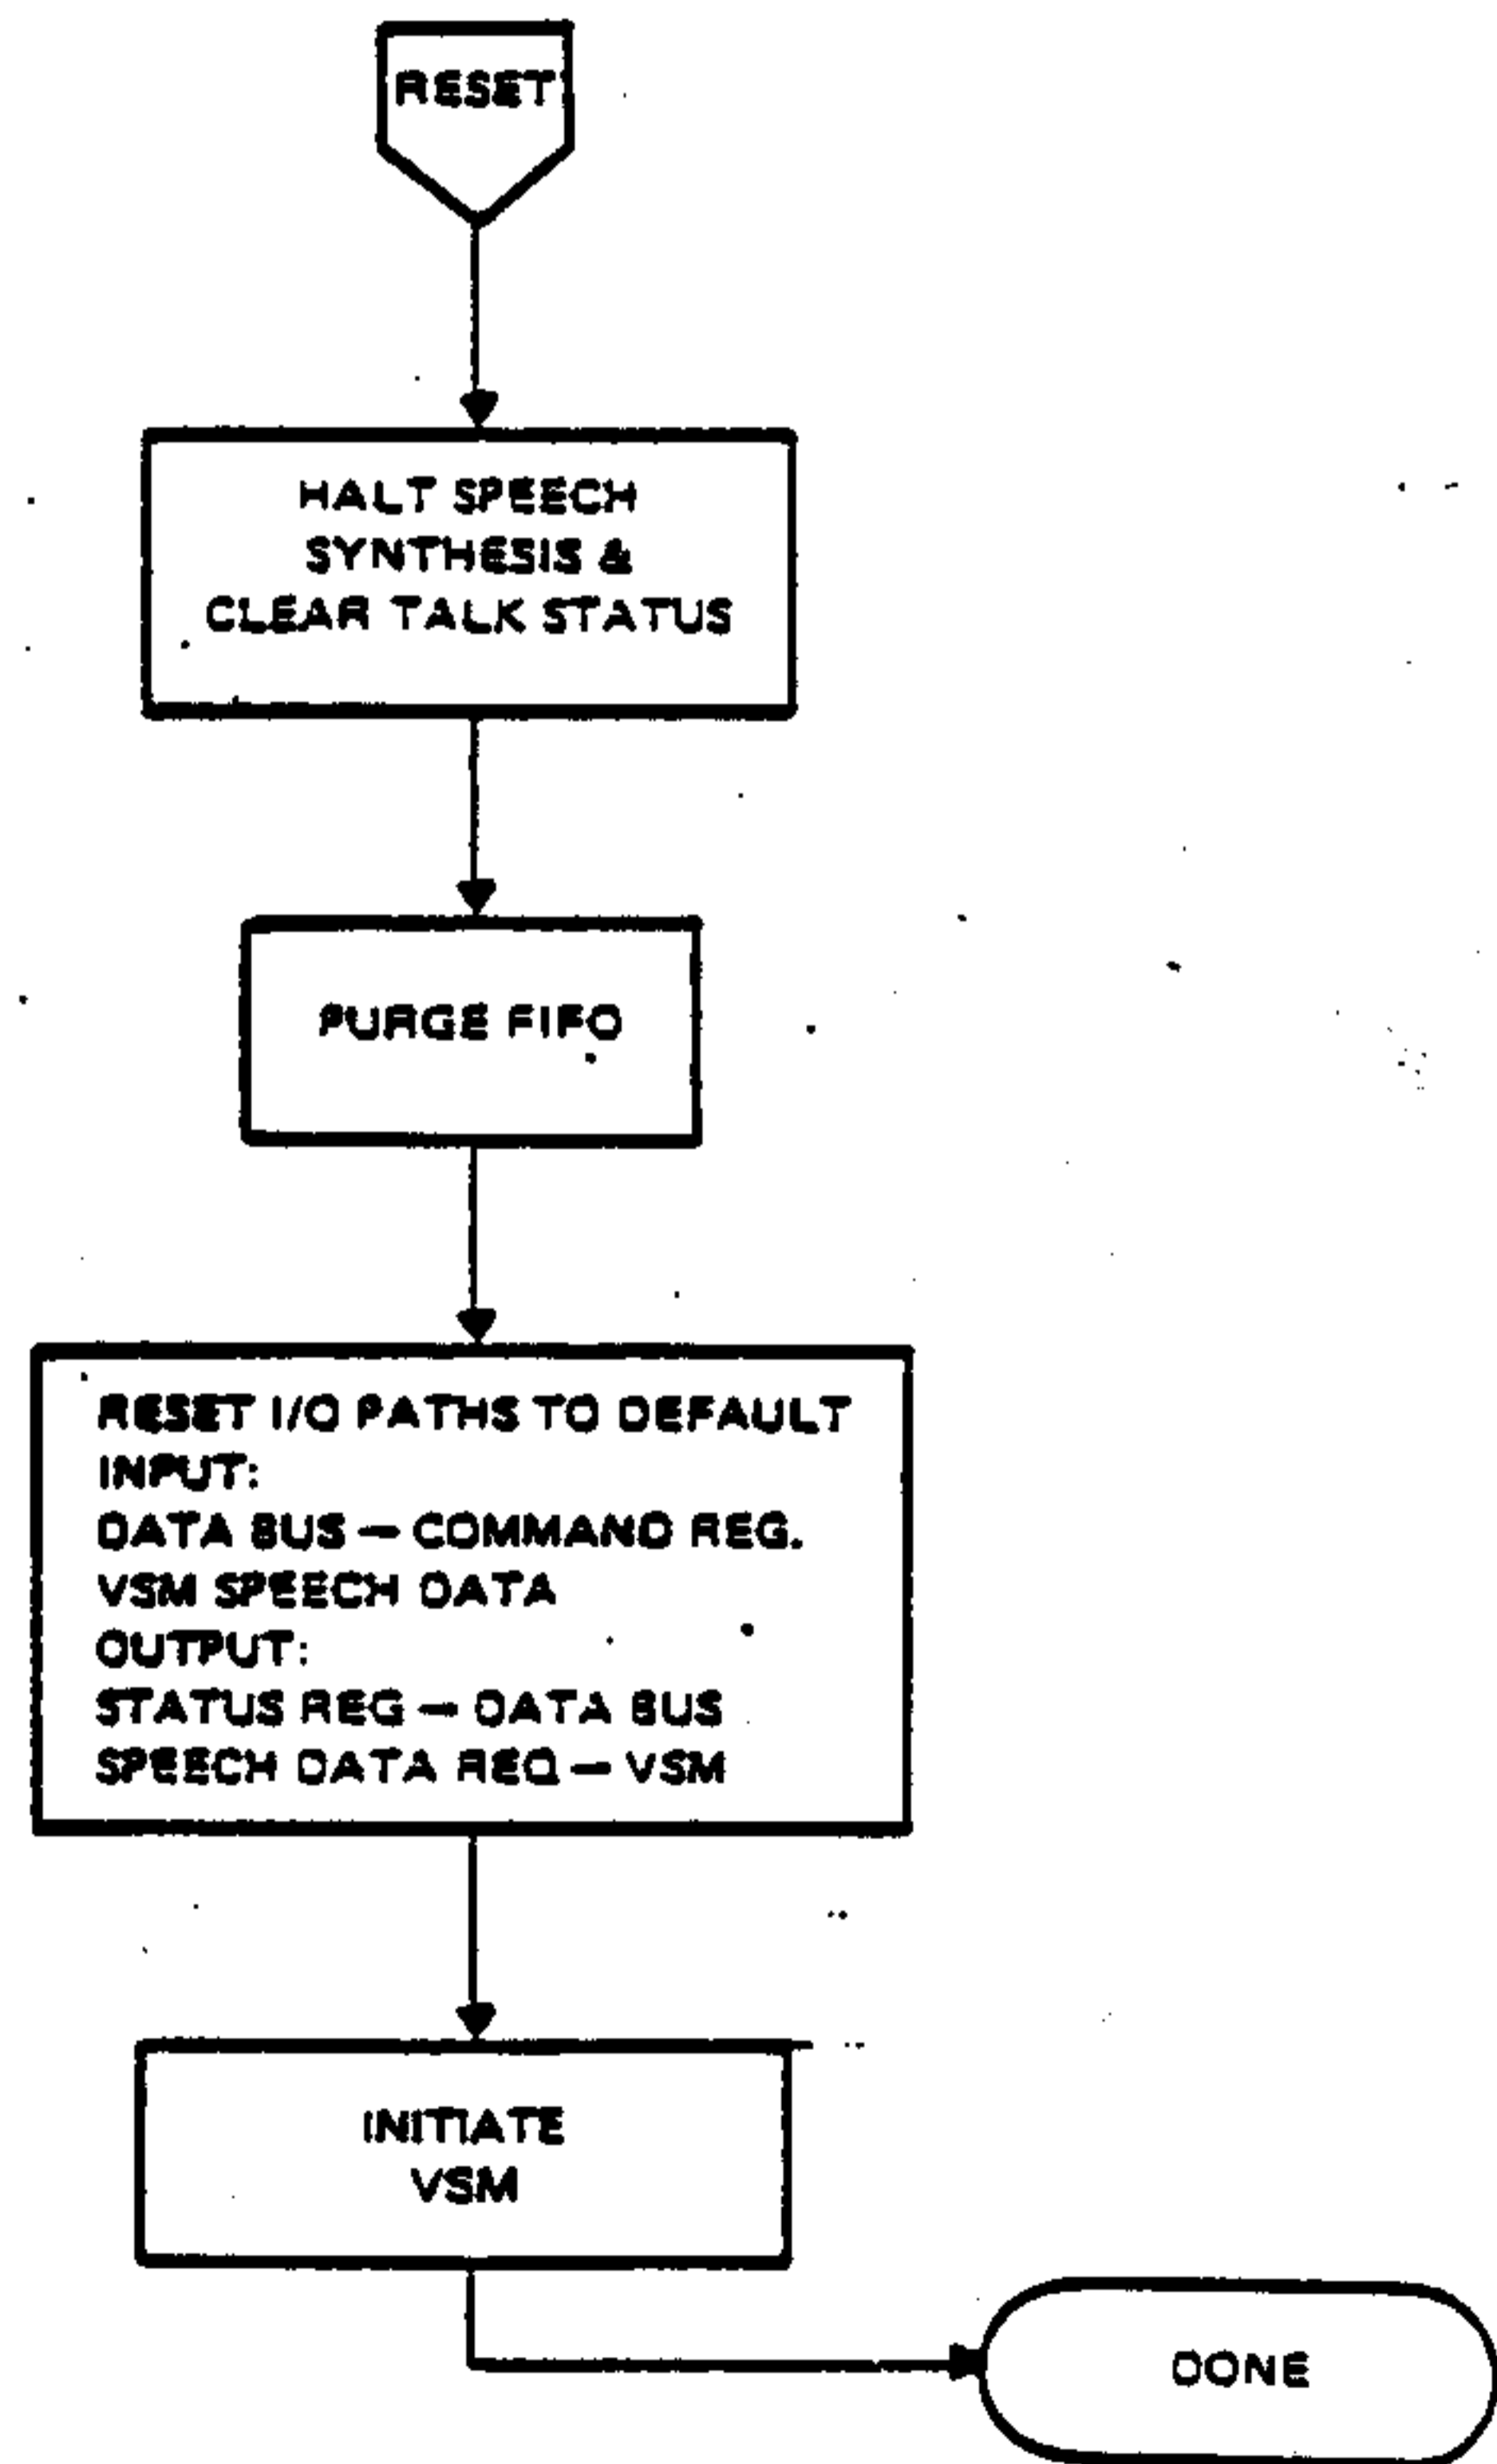 RESET
HALT SPEECH
SYNTHESIS &
CLEAR TALK STATUS
PURGE FIFO
RESET I/O PATHS TO DEFAULT
INPUT:
DATA BUS — COMMAND REG.
VSM SPEECH DATA
OUTPUT:
STATUS REG — DATA BUS
SPEECH DATA REQ — VSM
INITIATE
VSM
DONE